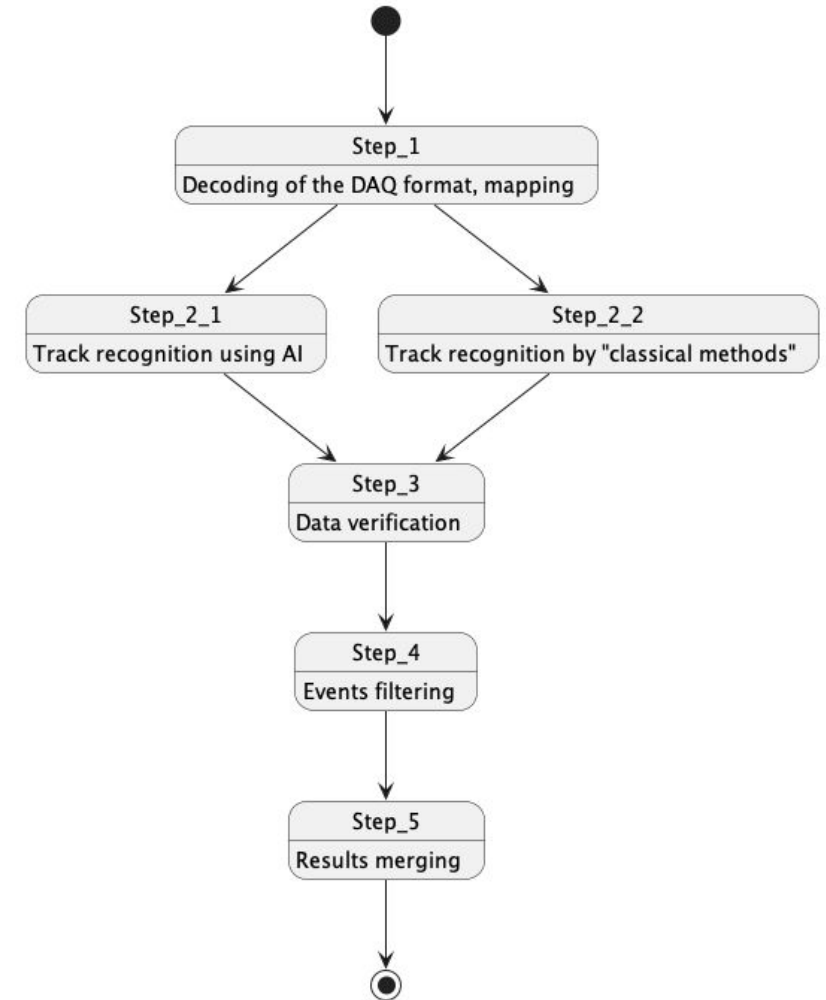 Step_1
Decoding of the DAQ format, mapping
Step_2_1
Track recognition using AI
Step_2_2
Track recognition by "classical methods"
Step_3
Data verification
Step_4
Events filtering
Step_5
Results merging